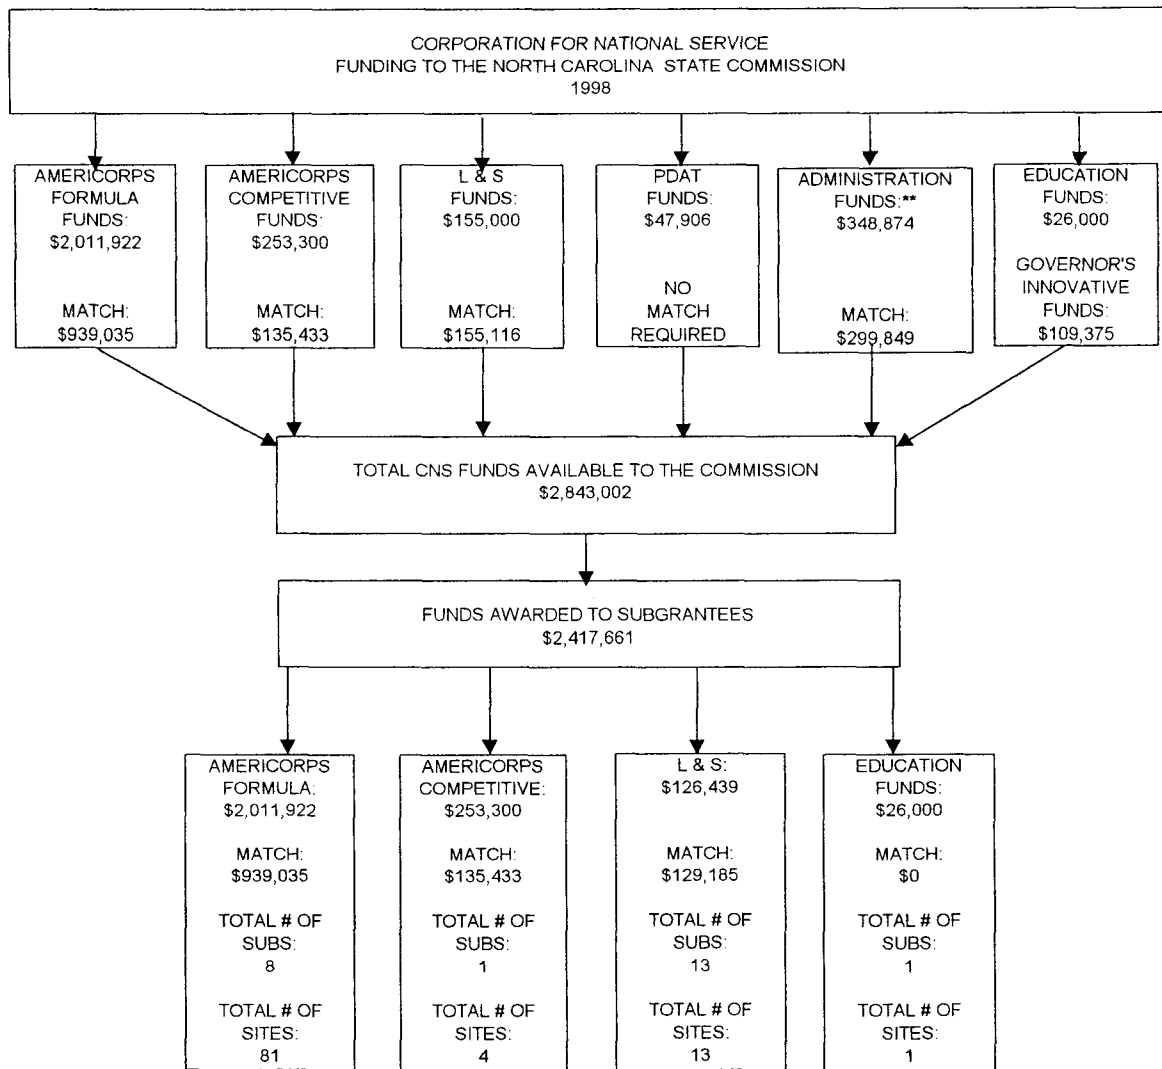 CORPORATION FOR NATIONAL SERVICE
FUNDING TO THE NORTH CAROLINA STATE COMMISSION
1998
AMERICORPS
FORMULA
FUNDS:
$2,011,922
MATCH:
$939,035
AMERICORPS
COMPETITIVE
FUNDS:
$253,300
MATCH:
$135,433
L & S
FUNDS:
$155,000
MATCH:
$155,116
PDAT
FUNDS:
$47,906
NO
MATCH
REQUIRED
ADMINISTRATION
FUNDS:**
$348,874
MATCH:
$299,849
EDUCATION
FUNDS:
$26,000
GOVERNOR'S
INNOVATIVE
FUNDS:
$109,375
TOTAL CNS FUNDS AVAILABLE TO THE COMMISSION
$2,843,002
FUNDS AWARDED TO SUBGRANTEES
$2,417,661
AMERICORPS
FORMULA:
$2,011,922
MATCH:
$939,035
TOTAL # OF
SUBS:
8
TOTAL # OF
SITES:
81
AMERICORPS
COMPETITIVE:
$253,300
MATCH:
$135,433
TOTAL # OF
SUBS:
1
TOTAL # OF
SITES:
4
L & S:
$126,439
MATCH:
$129,185
TOTAL # OF
SUBS:
13
TOTAL # OF
SITES:
13
EDUCATION
FUNDS:
$26,000
MATCH:
$0
TOTAL # OF
SUBS:
1
TOTAL # OF
SITES:
1